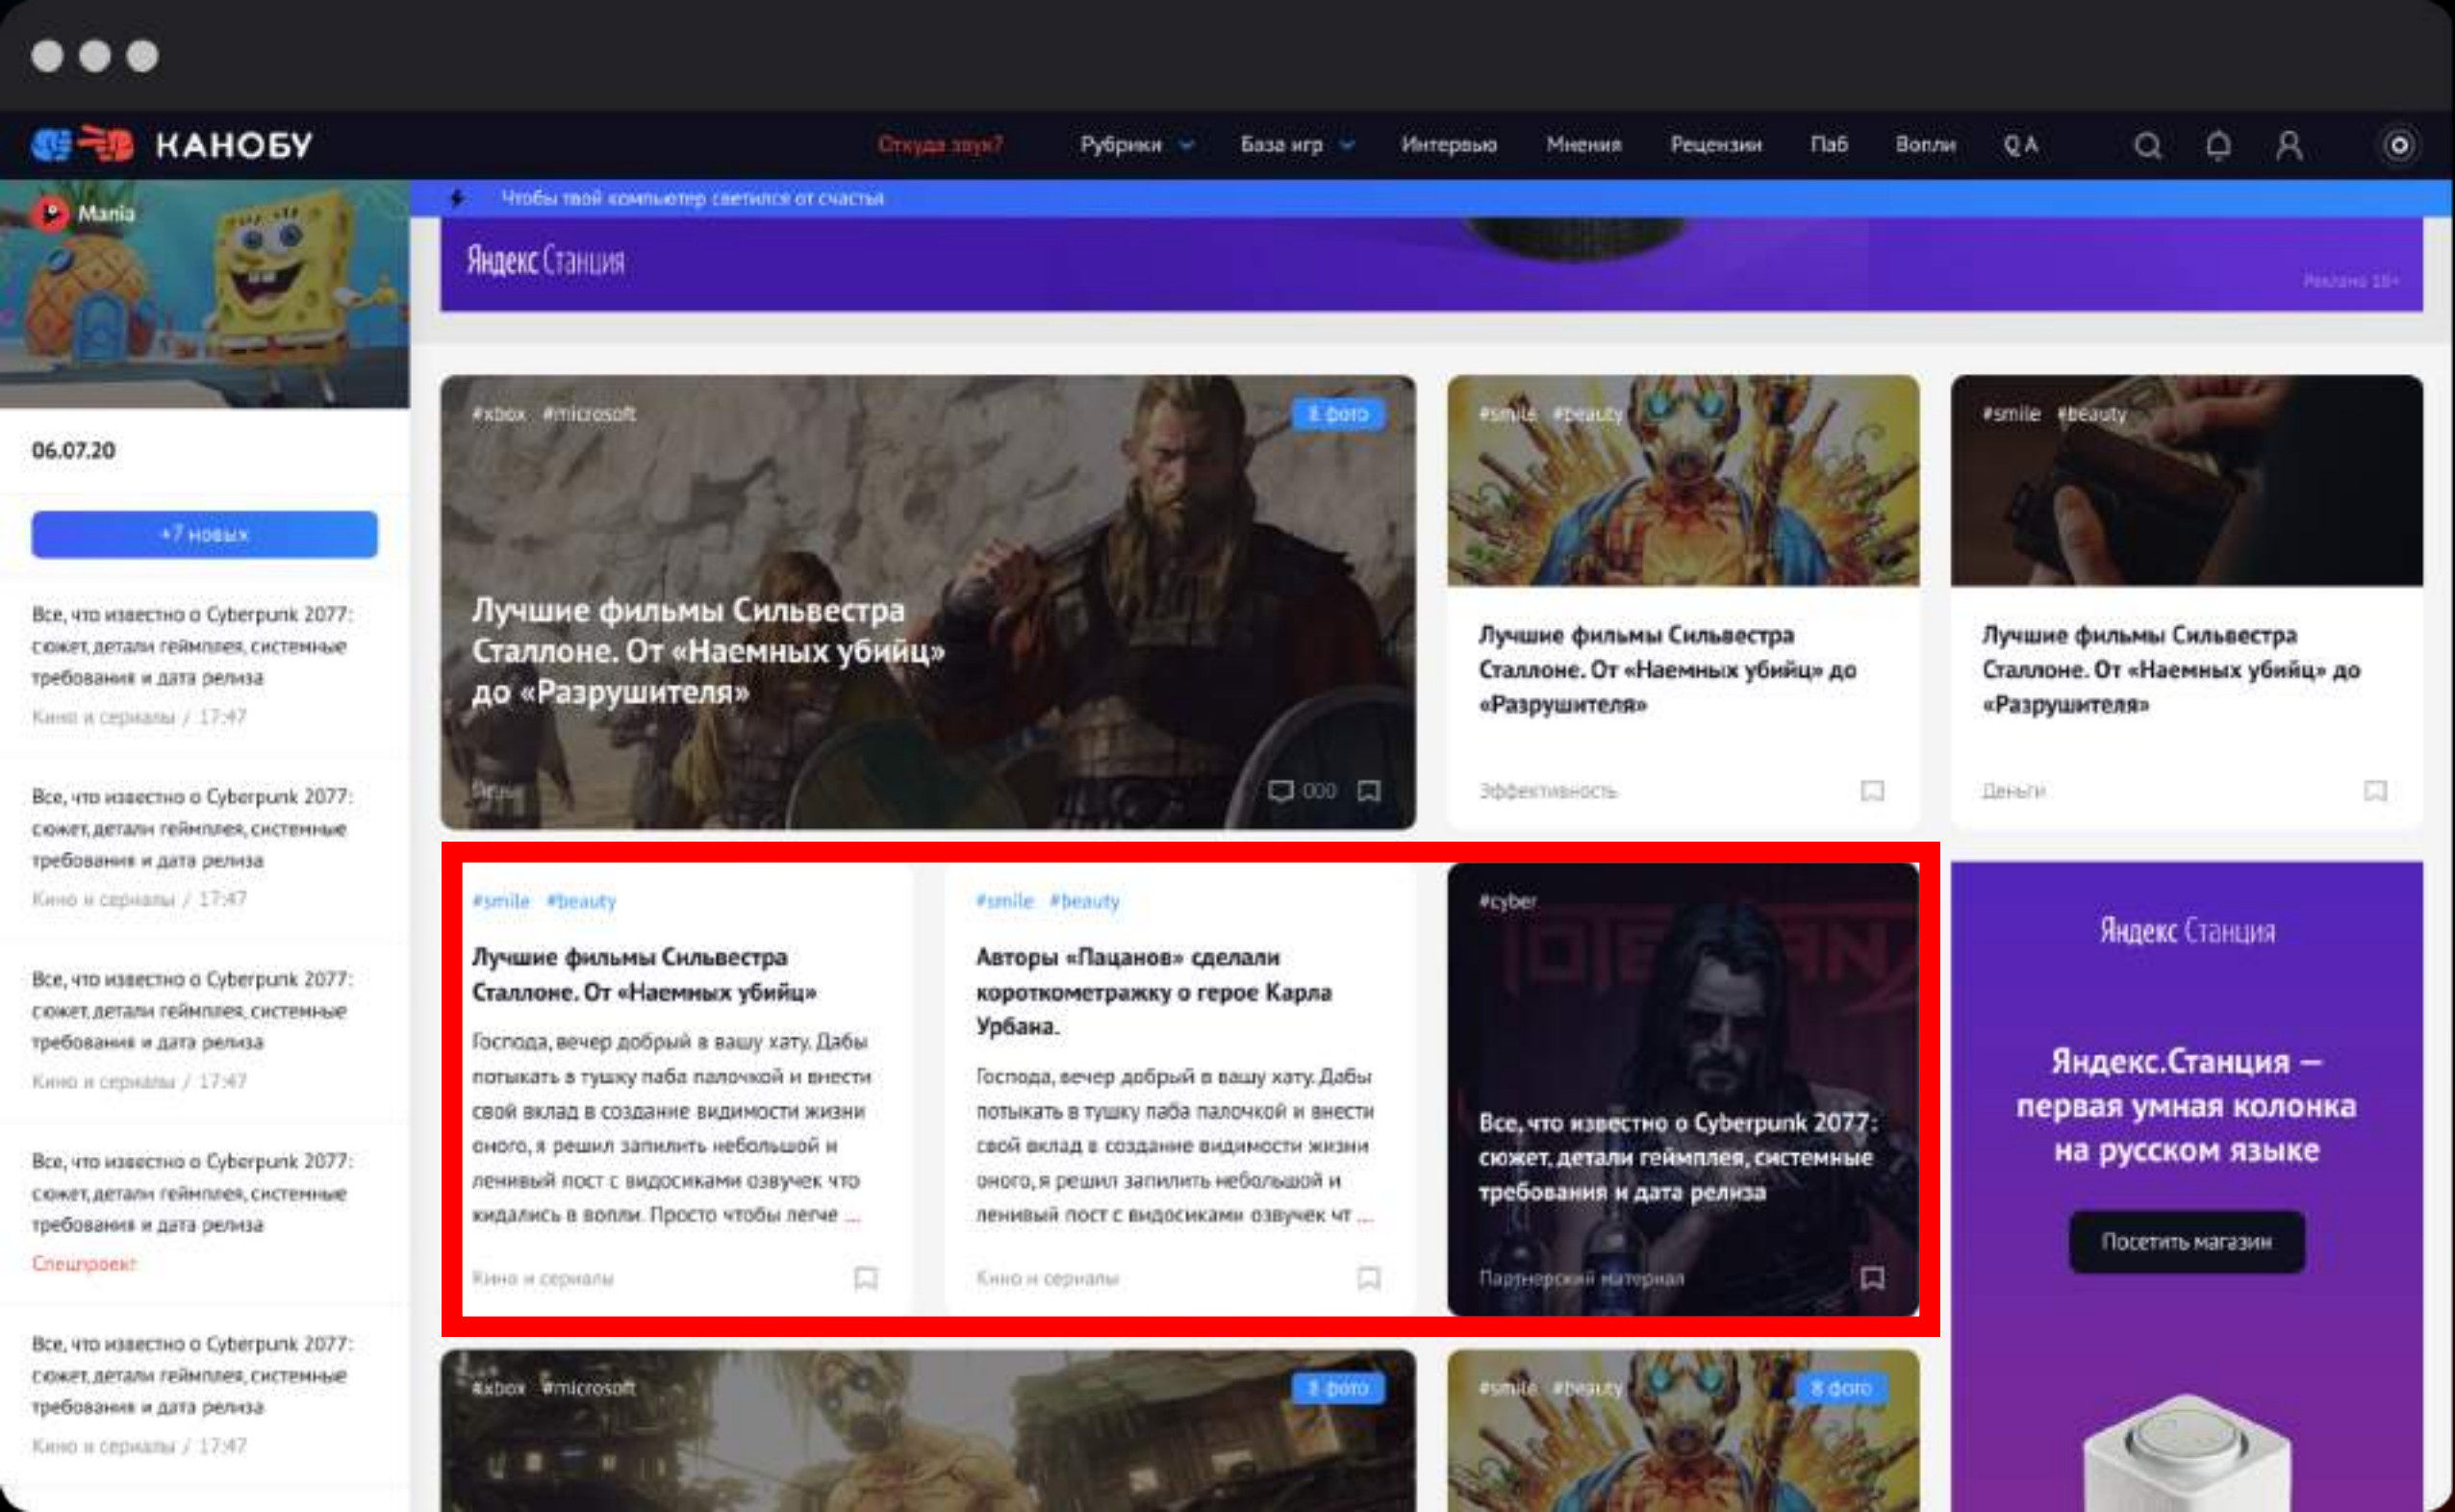 КАНОБУ
Откуда звук?
Рубрики
База игр
Интервью
Мнения
Рецензии
Паб
Вопли
Q A
Mania
Чтобы твой компьютер светился от счастья
Яндекс Станция
Реклама 18+
06.07.20
+7 новых
Все, что известно о Cyberpunk 2077:
сюжет, детали геймплея, системные
требования и дата релиза
Кино и сериалы / 17:47
Все, что известно о Cyberpunk 2077:
сюжет, детали геймплея, системные
требования и дата релиза
Кино и сериалы / 17:47
Все, что известно о Cyberpunk 2077:
сюжет, детали геймплея, системные
требования и дата релиза
Кино и сериалы / 17:47
Все, что известно о Cyberpunk 2077:
сюжет, детали геймплея, системные
требования и дата релиза
Спецпроект
Все, что известно о Cyberpunk 2077:
сюжет, детали геймплея, системные
требования и дата релиза
Кино и сериалы / 17:47
#xbox #microsoft
8 фото
Лучшие фильмы Сильвестра
Сталлоне. От «Наемных убийц»
до «Разрушителя»
000
#smile #beauty
Лучшие фильмы Сильвестра
Сталлоне. От «Наемных убийц» до
«Разрушителя»
Эффективность
#smile #beauty
Лучшие фильмы Сильвестра
Сталлоне. От «Наемных убийц» до
«Разрушителя»
Деньги
#smile #beauty
Лучшие фильмы Сильвестра
Сталлоне. От «Наемных убийц»
Господа, вечер добрый в вашу хату. Дабы
потыкать в тушку паба палочкой и внести
свой вклад в создание видимости жизни
оного, я решил запилить небольшой и
ленивый пост с видосиками озвучек что
кидались в вопли. Просто чтобы легче ...
Кино и сериалы
#smile #beauty
Авторы «Пацанов» сделали
короткометражку о герое Карла
Урбана.
Господа, вечер добрый в вашу хату. Дабы
потыкать в тушку паба палочкой и внести
свой вклад в создание видимости жизни
оного, я решил запилить небольшой и
ленивый пост с видосиками озвучек чт ...
Кино и сериалы
#cyber
Все, что известно о Cyberpunk 2077:
сюжет, детали геймплея, системные
требования и дата релиза
Партнерский материал
Яндекс Станция
Яндекс.Станция —
первая умная колонка
на русском языке
Посетить магазин
#xbox #microsoft
8 фото
#smile #beauty
8 фото